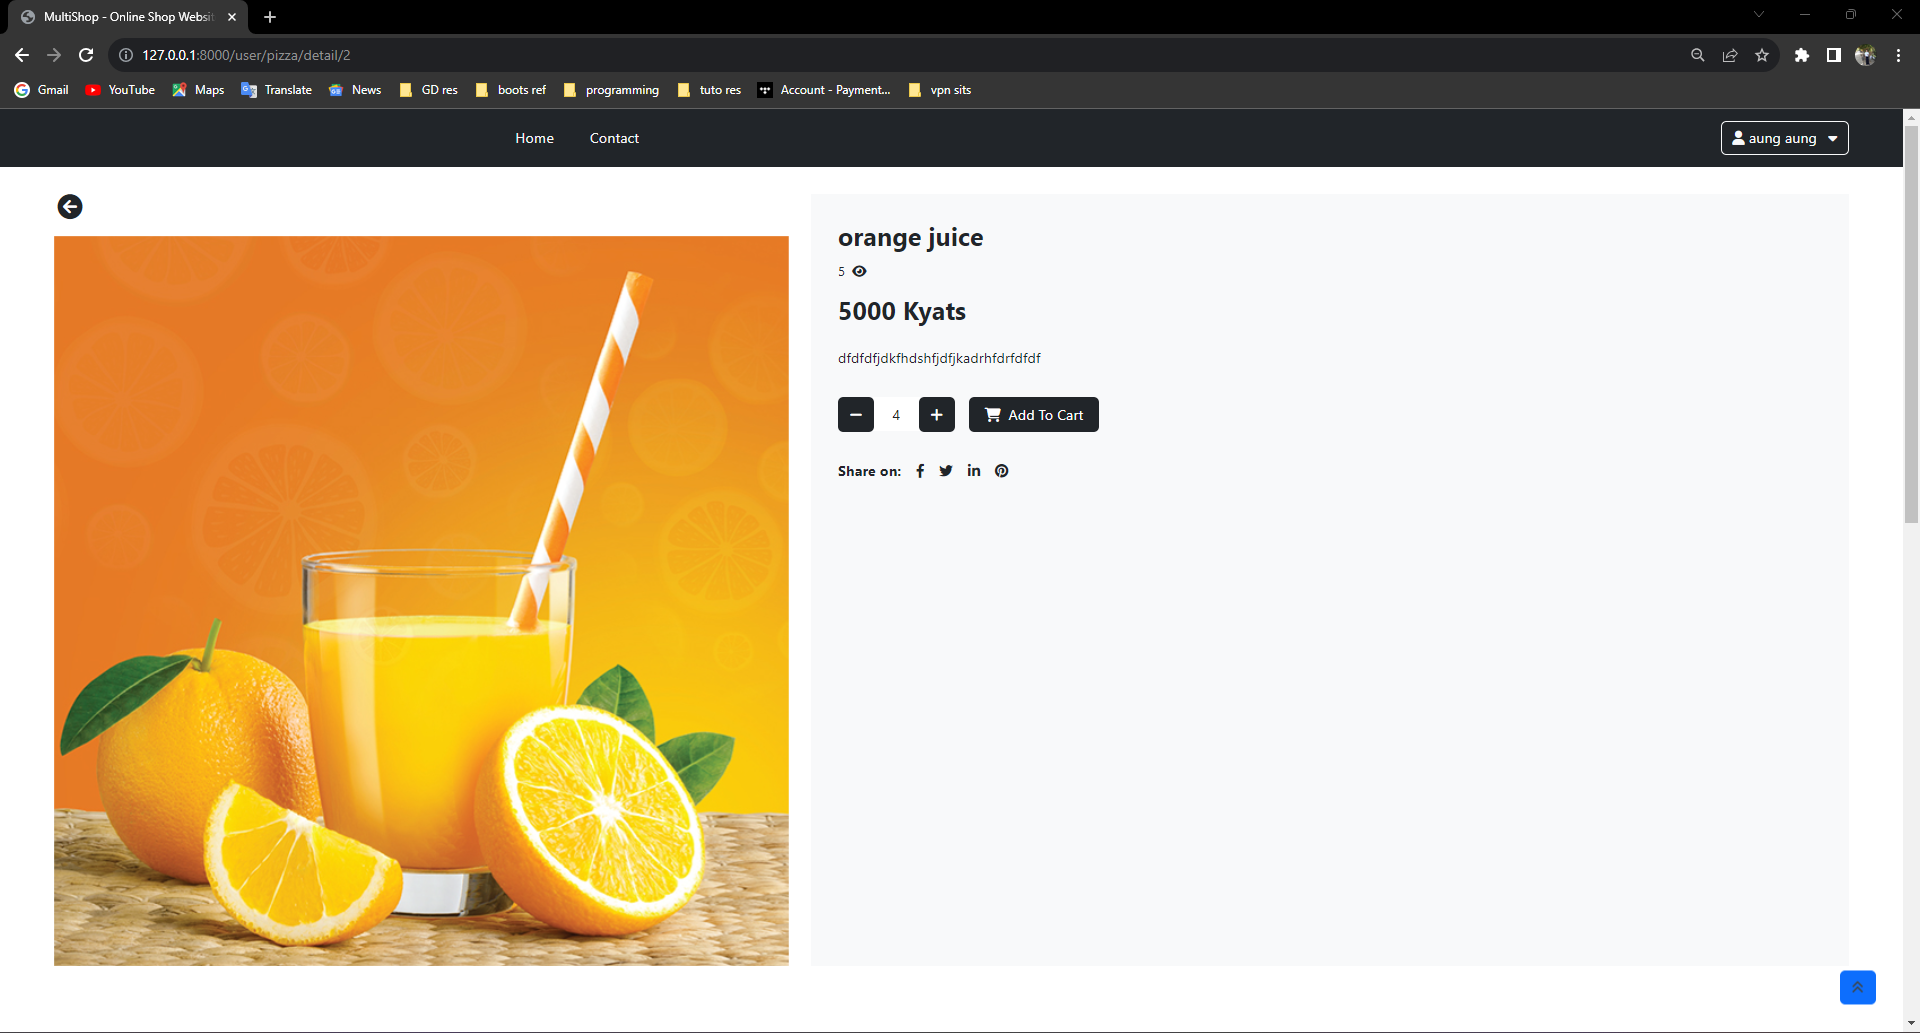 MultiShop - Online Shop Websit
127.0.0.1:8000/user/pizza/detail/2
Gmail YouTube Maps Translate News GD res boots ref programming tuto res Account - Payment... vpn sits
Home Contact aung aung
orange juice
5
5000 Kyats
dfdfdfjdkfhdshfjdfjkadrhfdrfdfdf
4 Add To Cart
Share on: